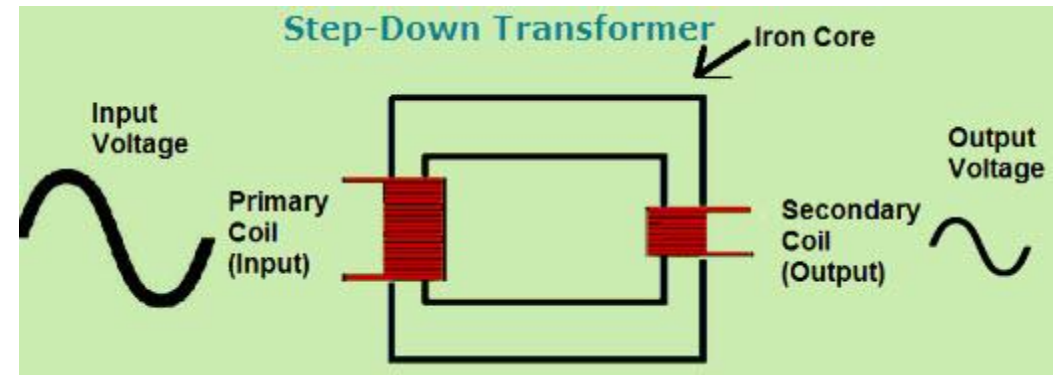 Step-Down Transformer
Iron Core
Input
Voltage
Primary
Coil
(Input)
Secondary
Coil
(Output)
Output
Voltage